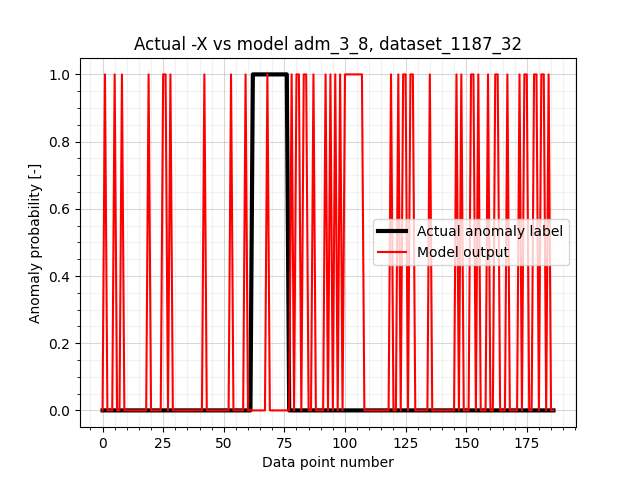 Actual -X vs model adm_3_8, dataset_1187_32
Anomaly probability [-]
1.0
0.8
0.6
0.4
0.2
0.0
Actual anomaly label
Model output
0 25 50 75 100 125 150 175
Data point number